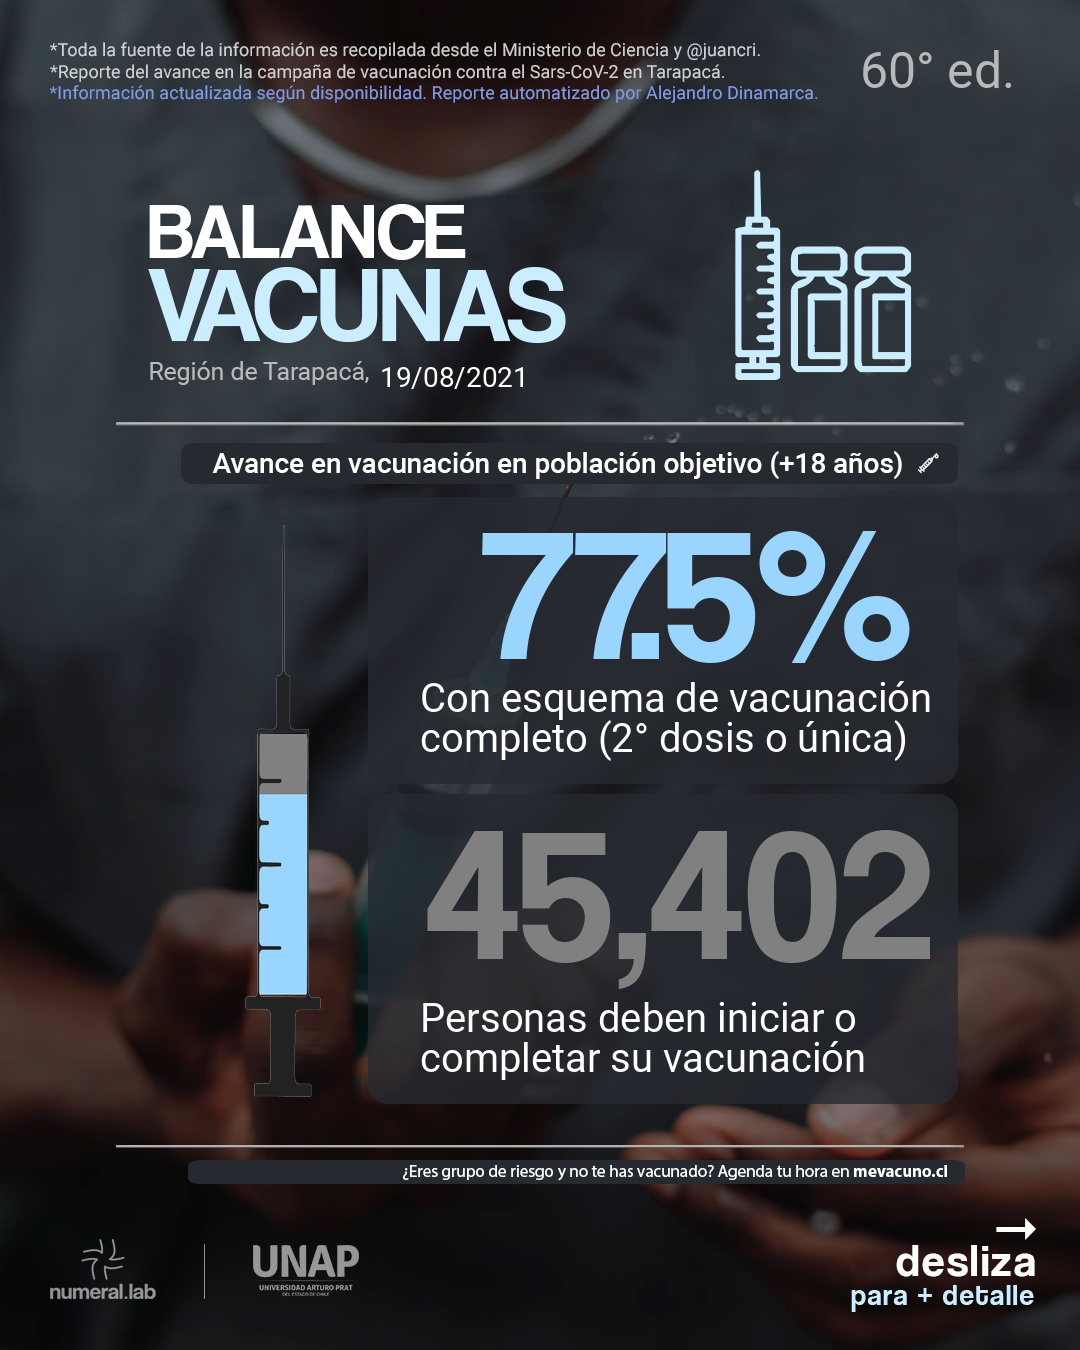 *Toda la fuente de la información es recopilada desde el Ministerio de Ciencia y @juancri.
*Reporte del avance en la campaña de vacunación contra el Sars-CoV-2 en Tarapacá.
*Información actualizada según disponibilidad. Reporte automatizado por Alejandro Dinamarca.
60° ed.
BALANCE
VACUNAS
Región de Tarapacá, 19/08/2021
Avance en vacunación en población objetivo (+18 años)
77.5%
Con esquema de vacunación
completo (2° dosis o única)
45,402
Personas deben iniciar o
completar su vacunación
¿Eres grupo de riesgo y no te has vacunado? Agenda tu hora en mevacuno.cl
numeral.lab
UNAP
UNIVERSIDAD ARTURO PRAT
DEL ESTADO DE CHILE
desliza
para + detalle